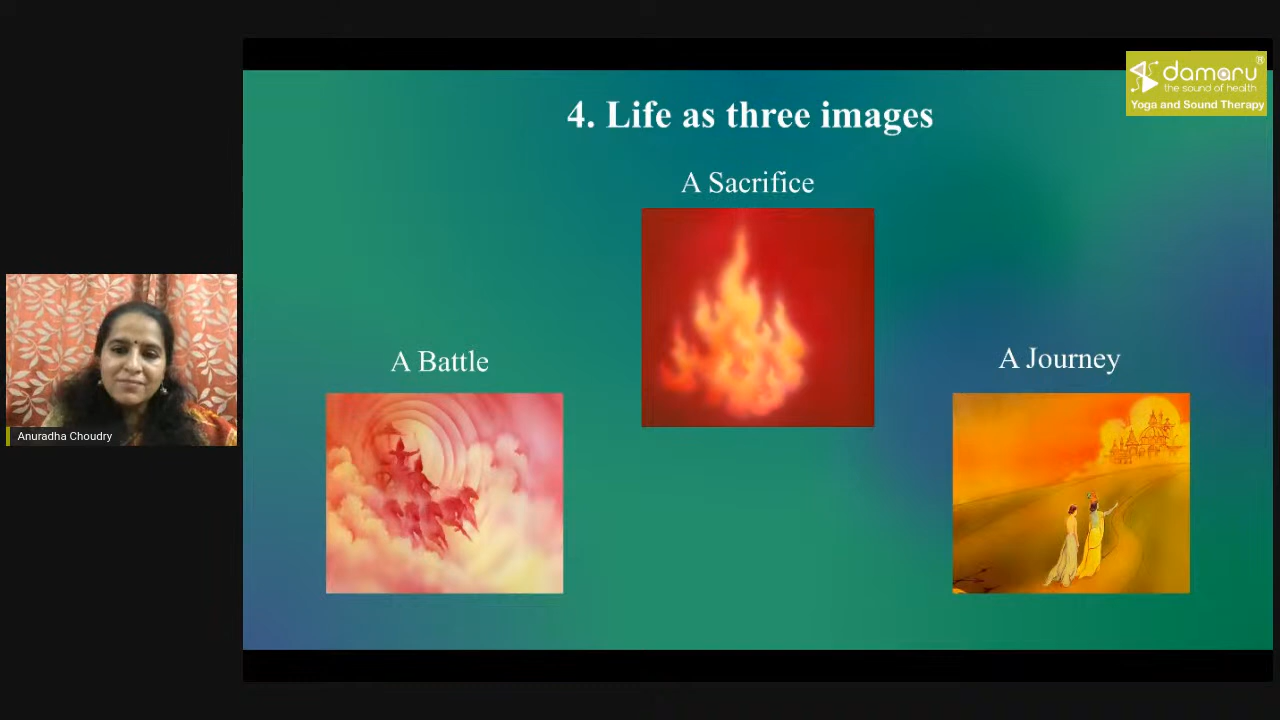 damaru®
the sound of health
Yoga and Sound Therapy
4. Life as three images
A Sacrifice
A Battle
A Journey
Anuradha Choudry